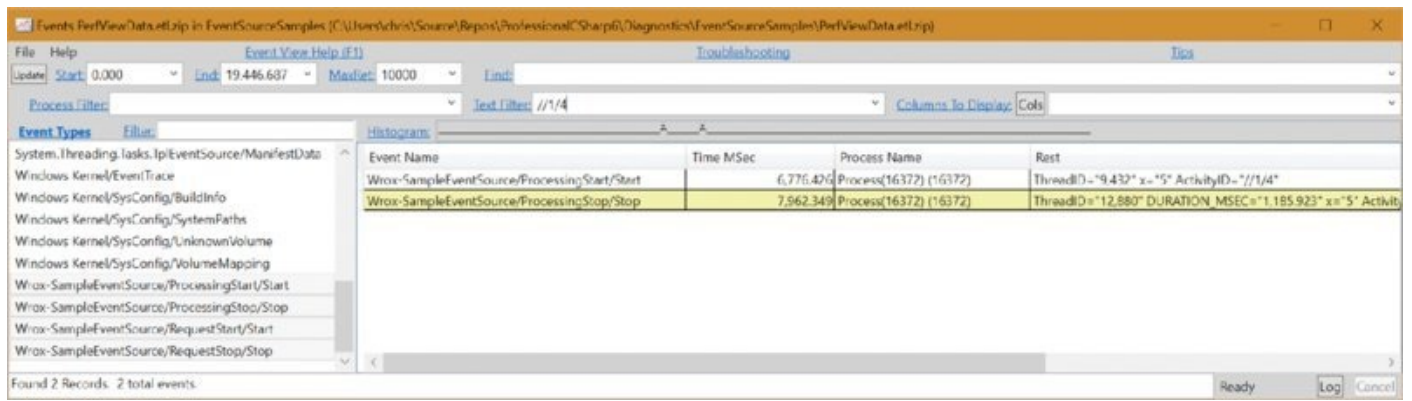 Events PerfViewData.etl.zip in EventSourceSamples (C:\Users\chris\Source\Repos\ProfessionalCSharp6\Diagnostics\EventSourceSamples\PerfViewData.etl.zip)
File Help Event View Help (F1) Troubleshooting Tips
Update Start: 0.000 End: 19.446.687 MaxRet: 10000 Find:
Process Filter: Text Filter: //1/4 Columns To Display: Cols
Event Types Filter: Histogram: A A
System.Threading.Tasks.TplEventSource/ManifestData
Event Name Time MSec Process Name Rest
Windows Kernel/EventTrace
Wrox-SampleEventSource/ProcessingStart/Start 6,776.426 Process(16372) (16372) ThreadID="9,432" x="5" ActivityID="//1/4"
Windows Kernel/SysConfig/BuildInfo
Wrox-SampleEventSource/ProcessingStop/Stop 7,962.349 Process(16372) (16372) ThreadID="12,880" DURATION_MSEC="1,185.923" x="5" Activity
Windows Kernel/SysConfig/SystemPaths
Windows Kernel/SysConfig/UnknownVolume
Windows Kernel/SysConfig/VolumeMapping
Wrox-SampleEventSource/ProcessingStart/Start
Wrox-SampleEventSource/ProcessingStop/Stop
Wrox-SampleEventSource/RequestStart/Start
Wrox-SampleEventSource/RequestStop/Stop
Found 2 Records. 2 total events. Ready Log Cancel